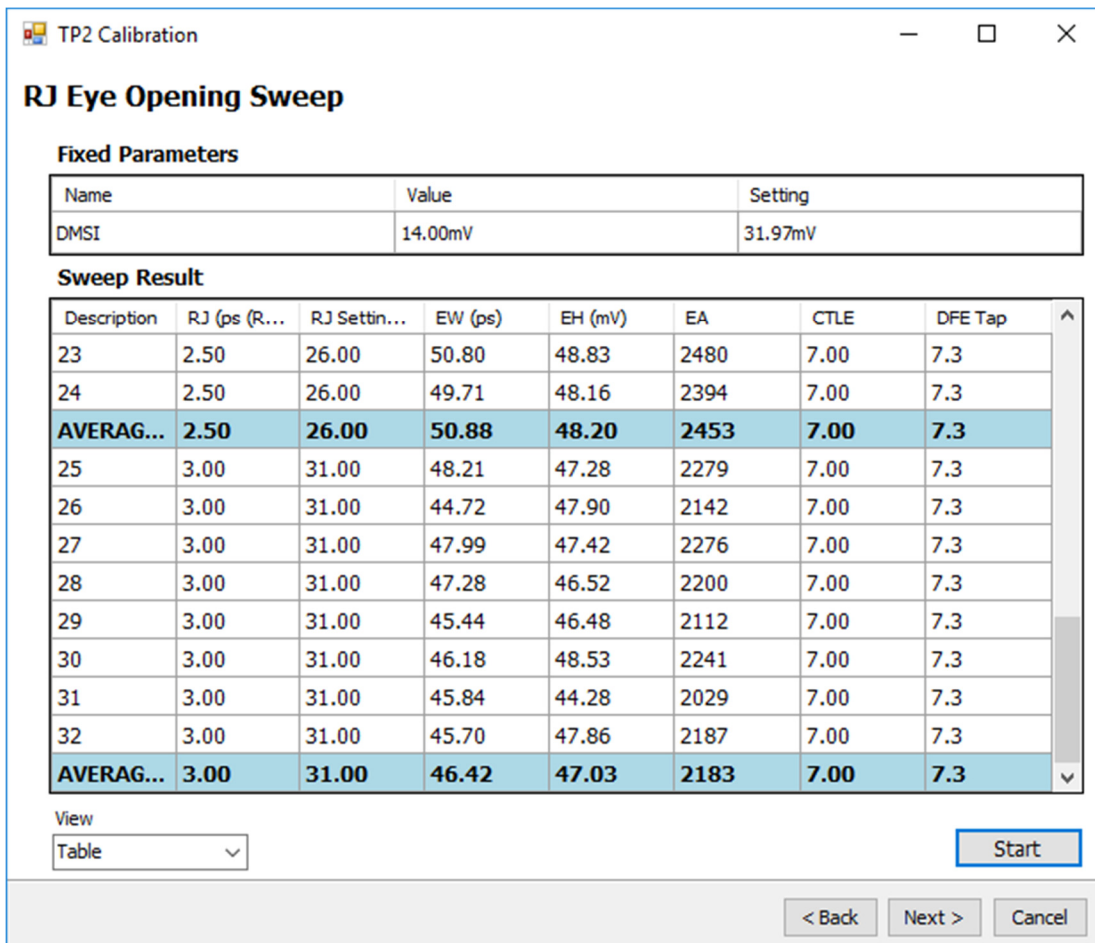 TP2 Calibration
RJ Eye Opening Sweep
Fixed Parameters
Name Value Setting
DMSI 14.00mV 31.97mV
Sweep Result
Description RJ (ps (R... RJ Settin... EW (ps) EH (mV) EA CTLE DFE Tap
23 2.50 26.00 50.80 48.83 2480 7.00 7.3
24 2.50 26.00 49.71 48.16 2394 7.00 7.3
AVERAG... 2.50 26.00 50.88 48.20 2453 7.00 7.3
25 3.00 31.00 48.21 47.28 2279 7.00 7.3
26 3.00 31.00 44.72 47.90 2142 7.00 7.3
27 3.00 31.00 47.99 47.42 2276 7.00 7.3
28 3.00 31.00 47.28 46.52 2200 7.00 7.3
29 3.00 31.00 45.44 46.48 2112 7.00 7.3
30 3.00 31.00 46.18 48.53 2241 7.00 7.3
31 3.00 31.00 45.84 44.28 2029 7.00 7.3
32 3.00 31.00 45.70 47.86 2187 7.00 7.3
AVERAG... 3.00 31.00 46.42 47.03 2183 7.00 7.3
View
Table
Start
< Back Next > Cancel